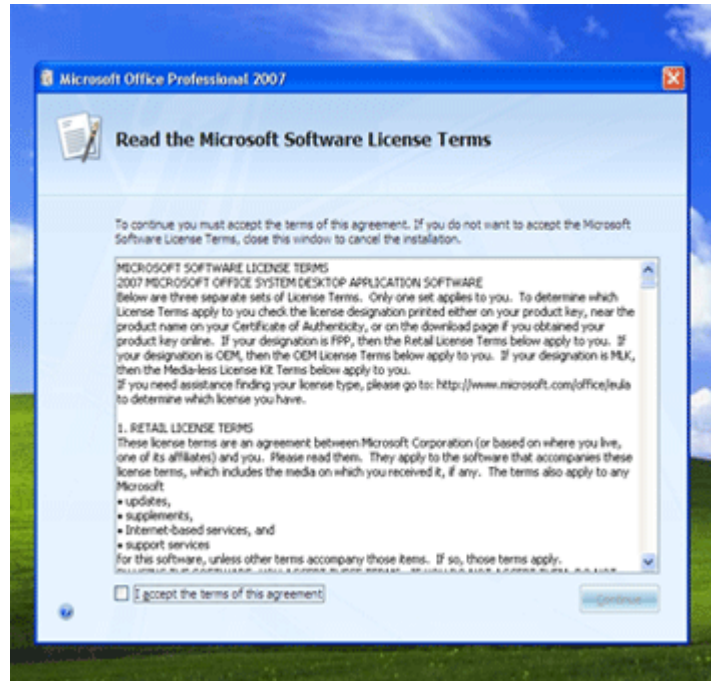 Microsoft Office Professional 2007
Read the Microsoft Software License Terms
To continue you must accept the terms of this agreement. If you do not want to accept the Microsoft
Software License Terms, close this window to cancel the installation.
MICROSOFT SOFTWARE LICENSE TERMS
2007 MICROSOFT OFFICE SYSTEM DESKTOP APPLICATION SOFTWARE
Below are three separate sets of License Terms. Only one set applies to you. To determine which
License Terms apply to you check the license designation printed either on your product key, near the
product name on your Certificate of Authenticity, or on the download page if you obtained your
product key online. If your designation is FPP, then the Retail License Terms below apply to you. If
your designation is OEM, then the OEM License Terms below apply to you. If your designation is MLK,
then the Media-less License Kit Terms below apply to you.
If you need assistance finding your license type, please go to: http://www.microsoft.com/office/eula
to determine which license you have.
1. RETAIL LICENSE TERMS
These license terms are an agreement between Microsoft Corporation (or based on where you live,
one of its affiliates) and you. Please read them. They apply to the software that accompanies these
license terms, which includes the media on which you received it, if any. The terms also apply to any
Microsoft
• updates,
• supplements,
• Internet-based services, and
• support services
for this software, unless other terms accompany those items. If so, those terms apply.
I accept the terms of this agreement
Continue